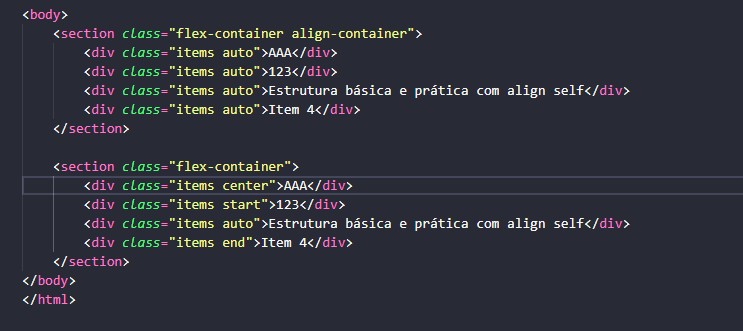 <body>
<section class="flex-container align-container">
<div class="items auto">AAA</div>
<div class="items auto">123</div>
<div class="items auto">Estrutura básica e prática com align self</div>
<div class="items auto">Item 4</div>
</section>
<section class="flex-container">
<div class="items center">AAA</div>
<div class="items start">123</div>
<div class="items auto">Estrutura básica e prática com align self</div>
<div class="items end">Item 4</div>
</section>
</body>
</html>